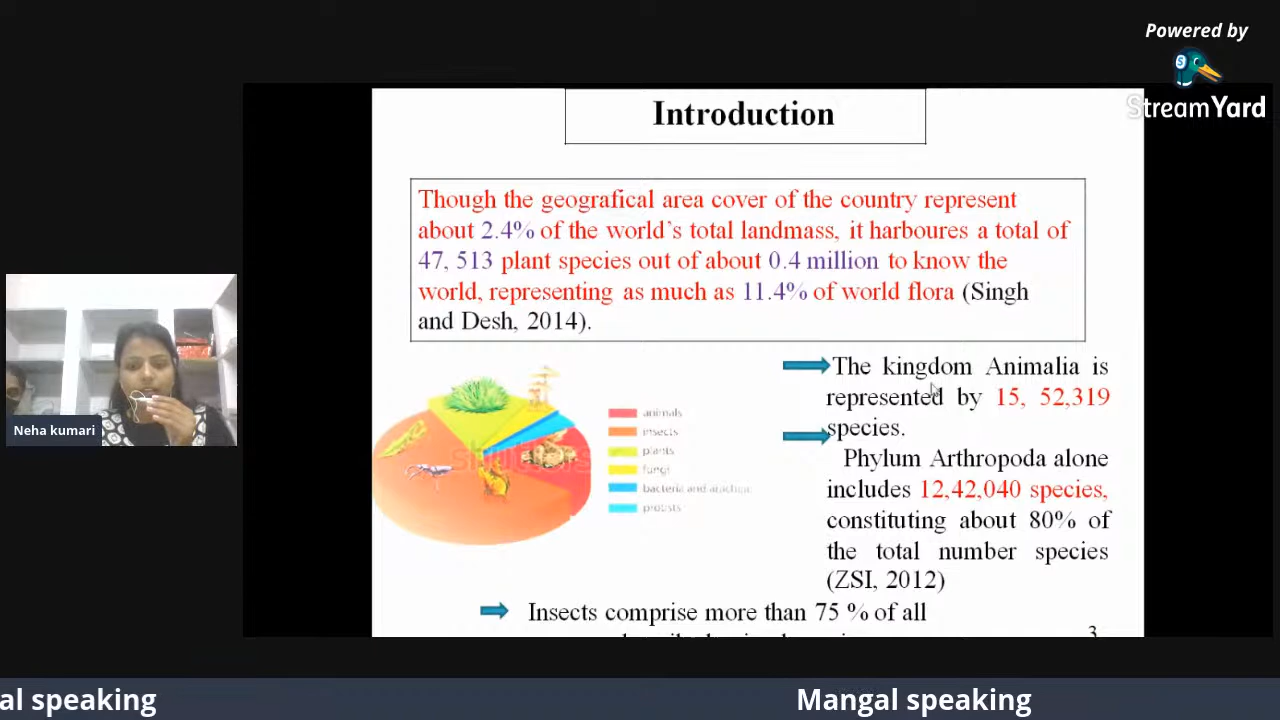 Powered by
StreamYard
Introduction
Though the geografical area cover of the country represent
about 2.4% of the world's total landmass, it harboures a total of
47, 513 plant species out of about 0.4 million to know the
world, representing as much as 11.4% of world flora (Singh
and Desh, 2014).
The kingdom Animalia is
represented by 15, 52,319
species.
Phylum Arthropoda alone
includes 12,42,040 species,
constituting about 80% of
the total number species
(ZSI, 2012)
animals
insects
plants
fungi
bacteria and
protists
Insects comprise more than 75 % of all
3
Neha kumari
al speaking
Mangal speaking